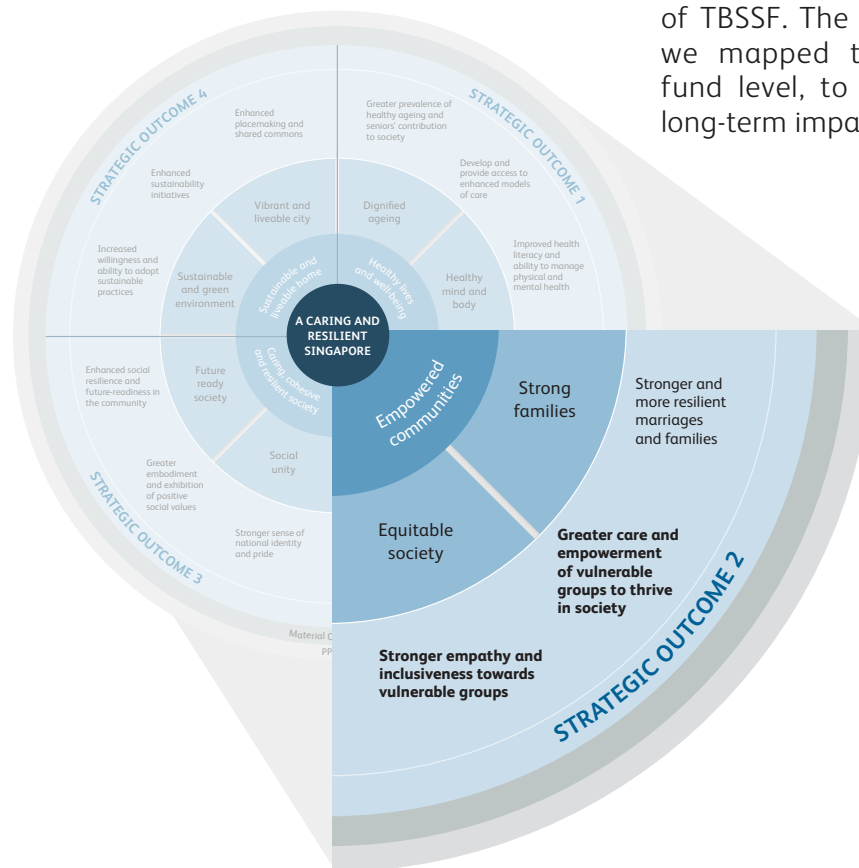 of TBSSF. The
we mapped t
fund level, to
long-term impa
STRATEGIC OUTCOME 4
Enhanced
placemaking and
shared commons
Enhanced
sustainability
initiatives
Increased
willingness and
ability to adopt
sustainable
practices
Vibrant and
liveable city
Sustainable
and green
environment
Sustainable and
liveable home
STRATEGIC OUTCOME 1
Greater prevalence of
healthy ageing and
seniors' contribution
to society
Develop and
provide access to
enhanced models
of care
Improved health
literacy and
ability to manage
physical and
mental health
Dignified
ageing
Healthy
mind and
body
Healthy lives
and well-being
A CARING AND
RESILIENT
SINGAPORE
Enhanced social
resilience and
future-readiness in
the community
Greater
embodiment and
exhibition of positive
social values
Stronger sense of
national identity
and pride
Future
ready
society
Social
unity
Caring, cohesive
and resilient society
STRATEGIC OUTCOME 3
Material C
PP
Empowered
communities
Strong
families
Equitable
society
Stronger and
more resilient
marriages
and families
Greater care and
empowerment
of vulnerable
groups to thrive
in society
Stronger empathy and
inclusiveness towards
vulnerable groups
STRATEGIC OUTCOME 2